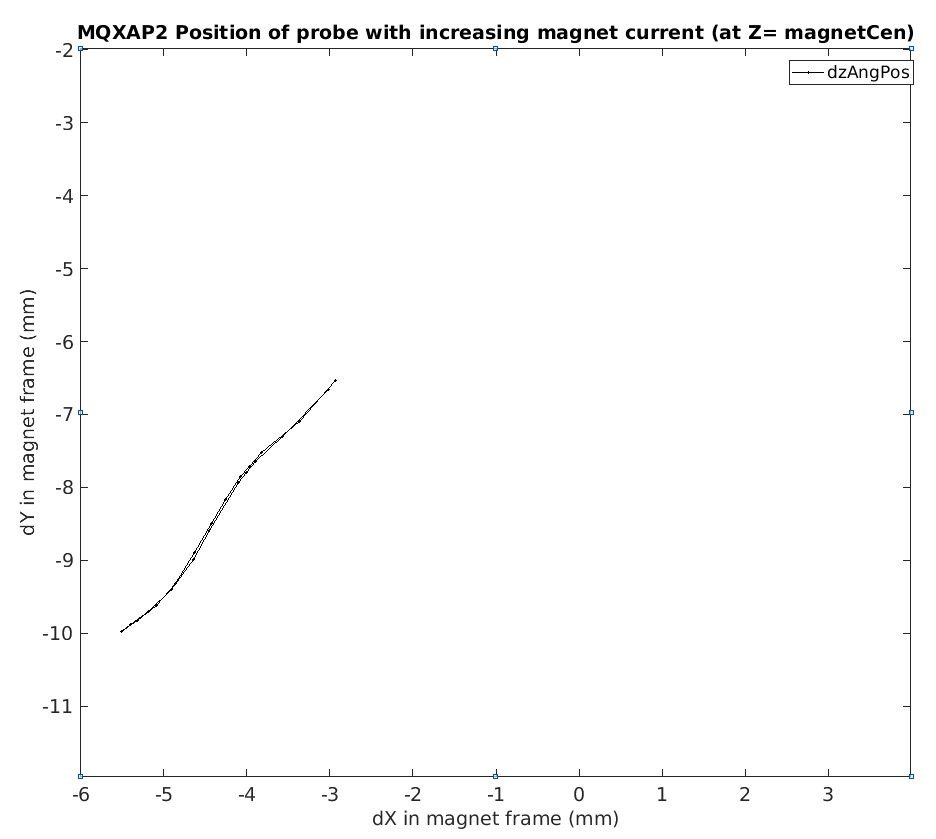 MQXAP2 Position of probe with increasing magnet current (at Z= magnetCen)
dzAngPos
-2
-3
-4
-5
-6
-7
-8
-9
-10
-11
dY in magnet frame (mm)
-6 -5 -4 -3 -2 -1 0 1 2 3
dX in magnet frame (mm)